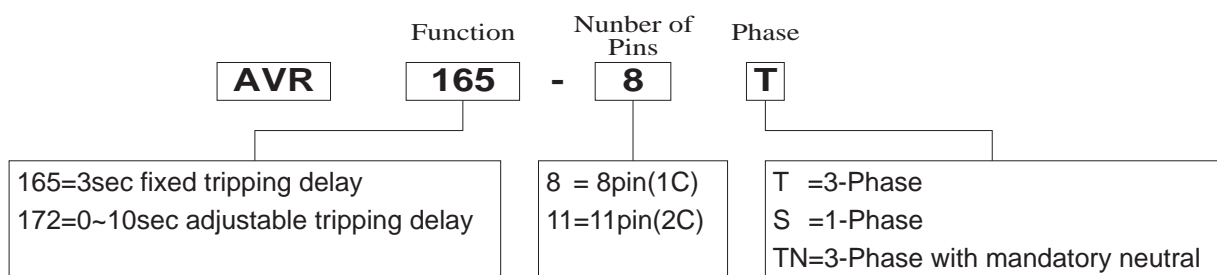 Function Nunber of Pins Phase
AVR 165 - 8 T
165=3sec fixed tripping delay
172=0~10sec adjustable tripping delay
8 = 8pin(1C)
11=11pin(2C)
T =3-Phase
S =1-Phase
TN=3-Phase with mandatory neutral